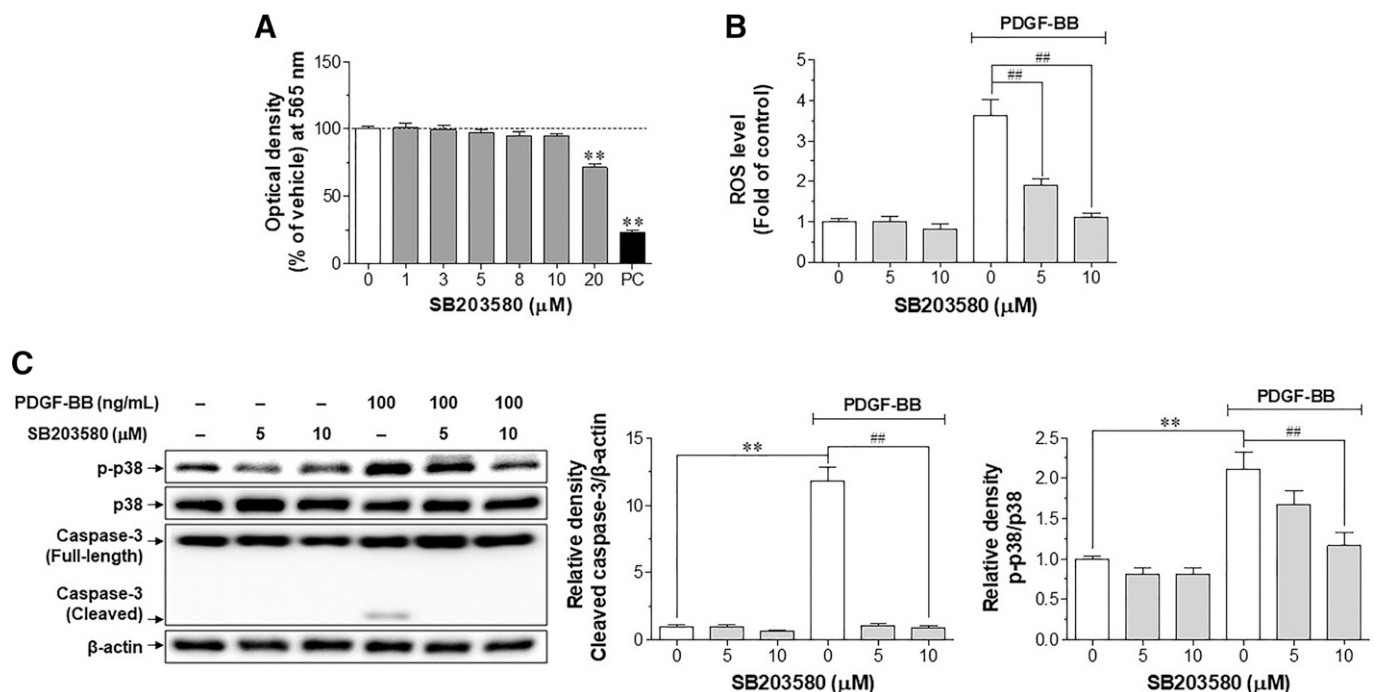 A
Optical density
(% of vehicle) at 565 nm
150
100
50
0
**
**
0 1 3 5 8 10 20 PC
SB203580 (μM)
B
PDGF-BB
ROS level
(Fold of control)
5
4
3
2
1
0
##
##
0 5 10 0 5 10
SB203580 (μM)
C
PDGF-BB (ng/mL) – – – 100 100 100
SB203580 (μM) – 5 10 – 5 10
p-p38
p38
Caspase-3
(Full-length)
Caspase-3
(Cleaved)
β-actin
PDGF-BB
Relative density
Cleaved caspase-3/β-actin
15
10
5
0
**
##
0 5 10 0 5 10
SB203580 (μM)
PDGF-BB
Relative density
p-p38/p38
2.5
2.0
1.5
1.0
0.5
0.0
**
##
0 5 10 0 5 10
SB203580 (μM)